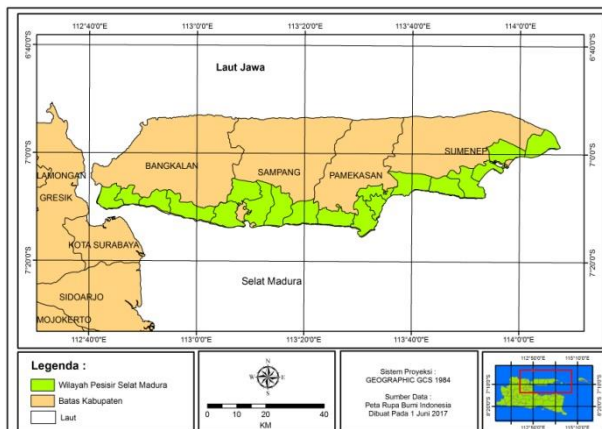 112°40'0"E 113°0'0"E 113°20'0"E 113°40'0"E 114°0'0"E
6°40'0"S
6°40'0"S
Laut Jawa
7°0'0"S
7°0'0"S
SUMENEP
BANGKALAN
SAMPANG
PAMEKASAN
LAMONGAN
GRESIK
KOTA SURABAYA
7°20'0"S
7°20'0"S
Selat Madura
SIDOARJO
MOJOKERTO
112°40'0"E 113°0'0"E 113°20'0"E 113°40'0"E 114°0'0"E
Legenda :
Wilayah Pesisir Selat Madura
Batas Kabupaten
Laut
N
W E
S
0 5 10 20 30 40
KM
Sistem Proyeksi :
GEOGRAPHIC GCS 1984
Sumber Data :
Peta Rupa Bumi Indonesia
Dibuat Pada 1 Juni 2017